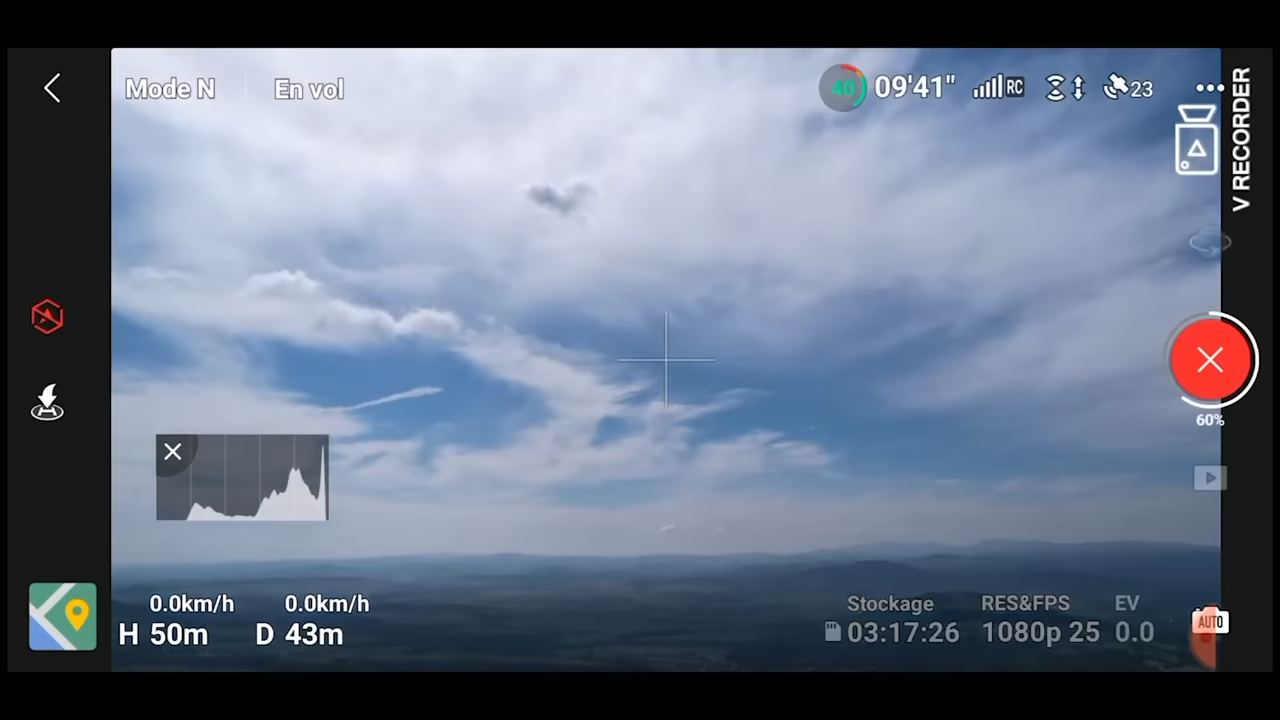 Mode N
En vol
40
09'41"
RC
23
V RECORDER
60%
0.0km/h
0.0km/h
H 50m
D 43m
Stockage
03:17:26
RES&FPS
1080p 25
EV
0.0
AUTO